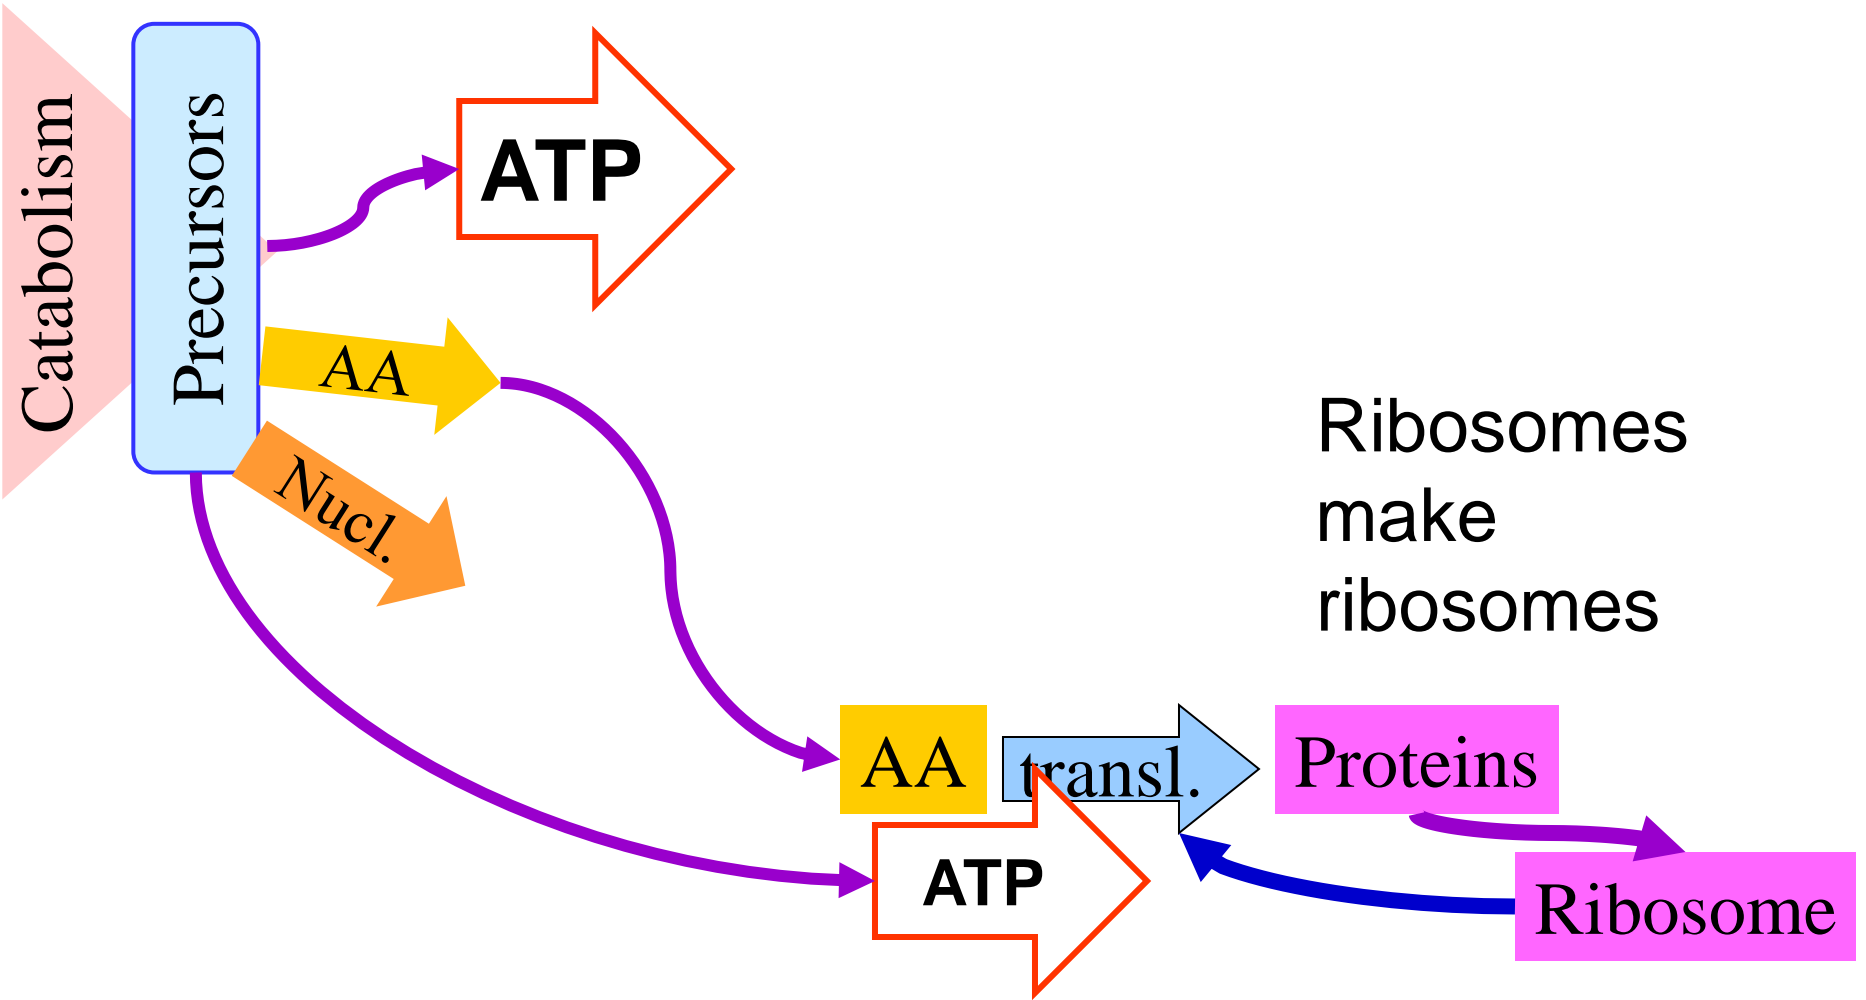 Catabolism
Precursors
ATP
AA
Nucl.
Ribosomes
make
ribosomes
AA
transl.
Proteins
ATP
Ribosome